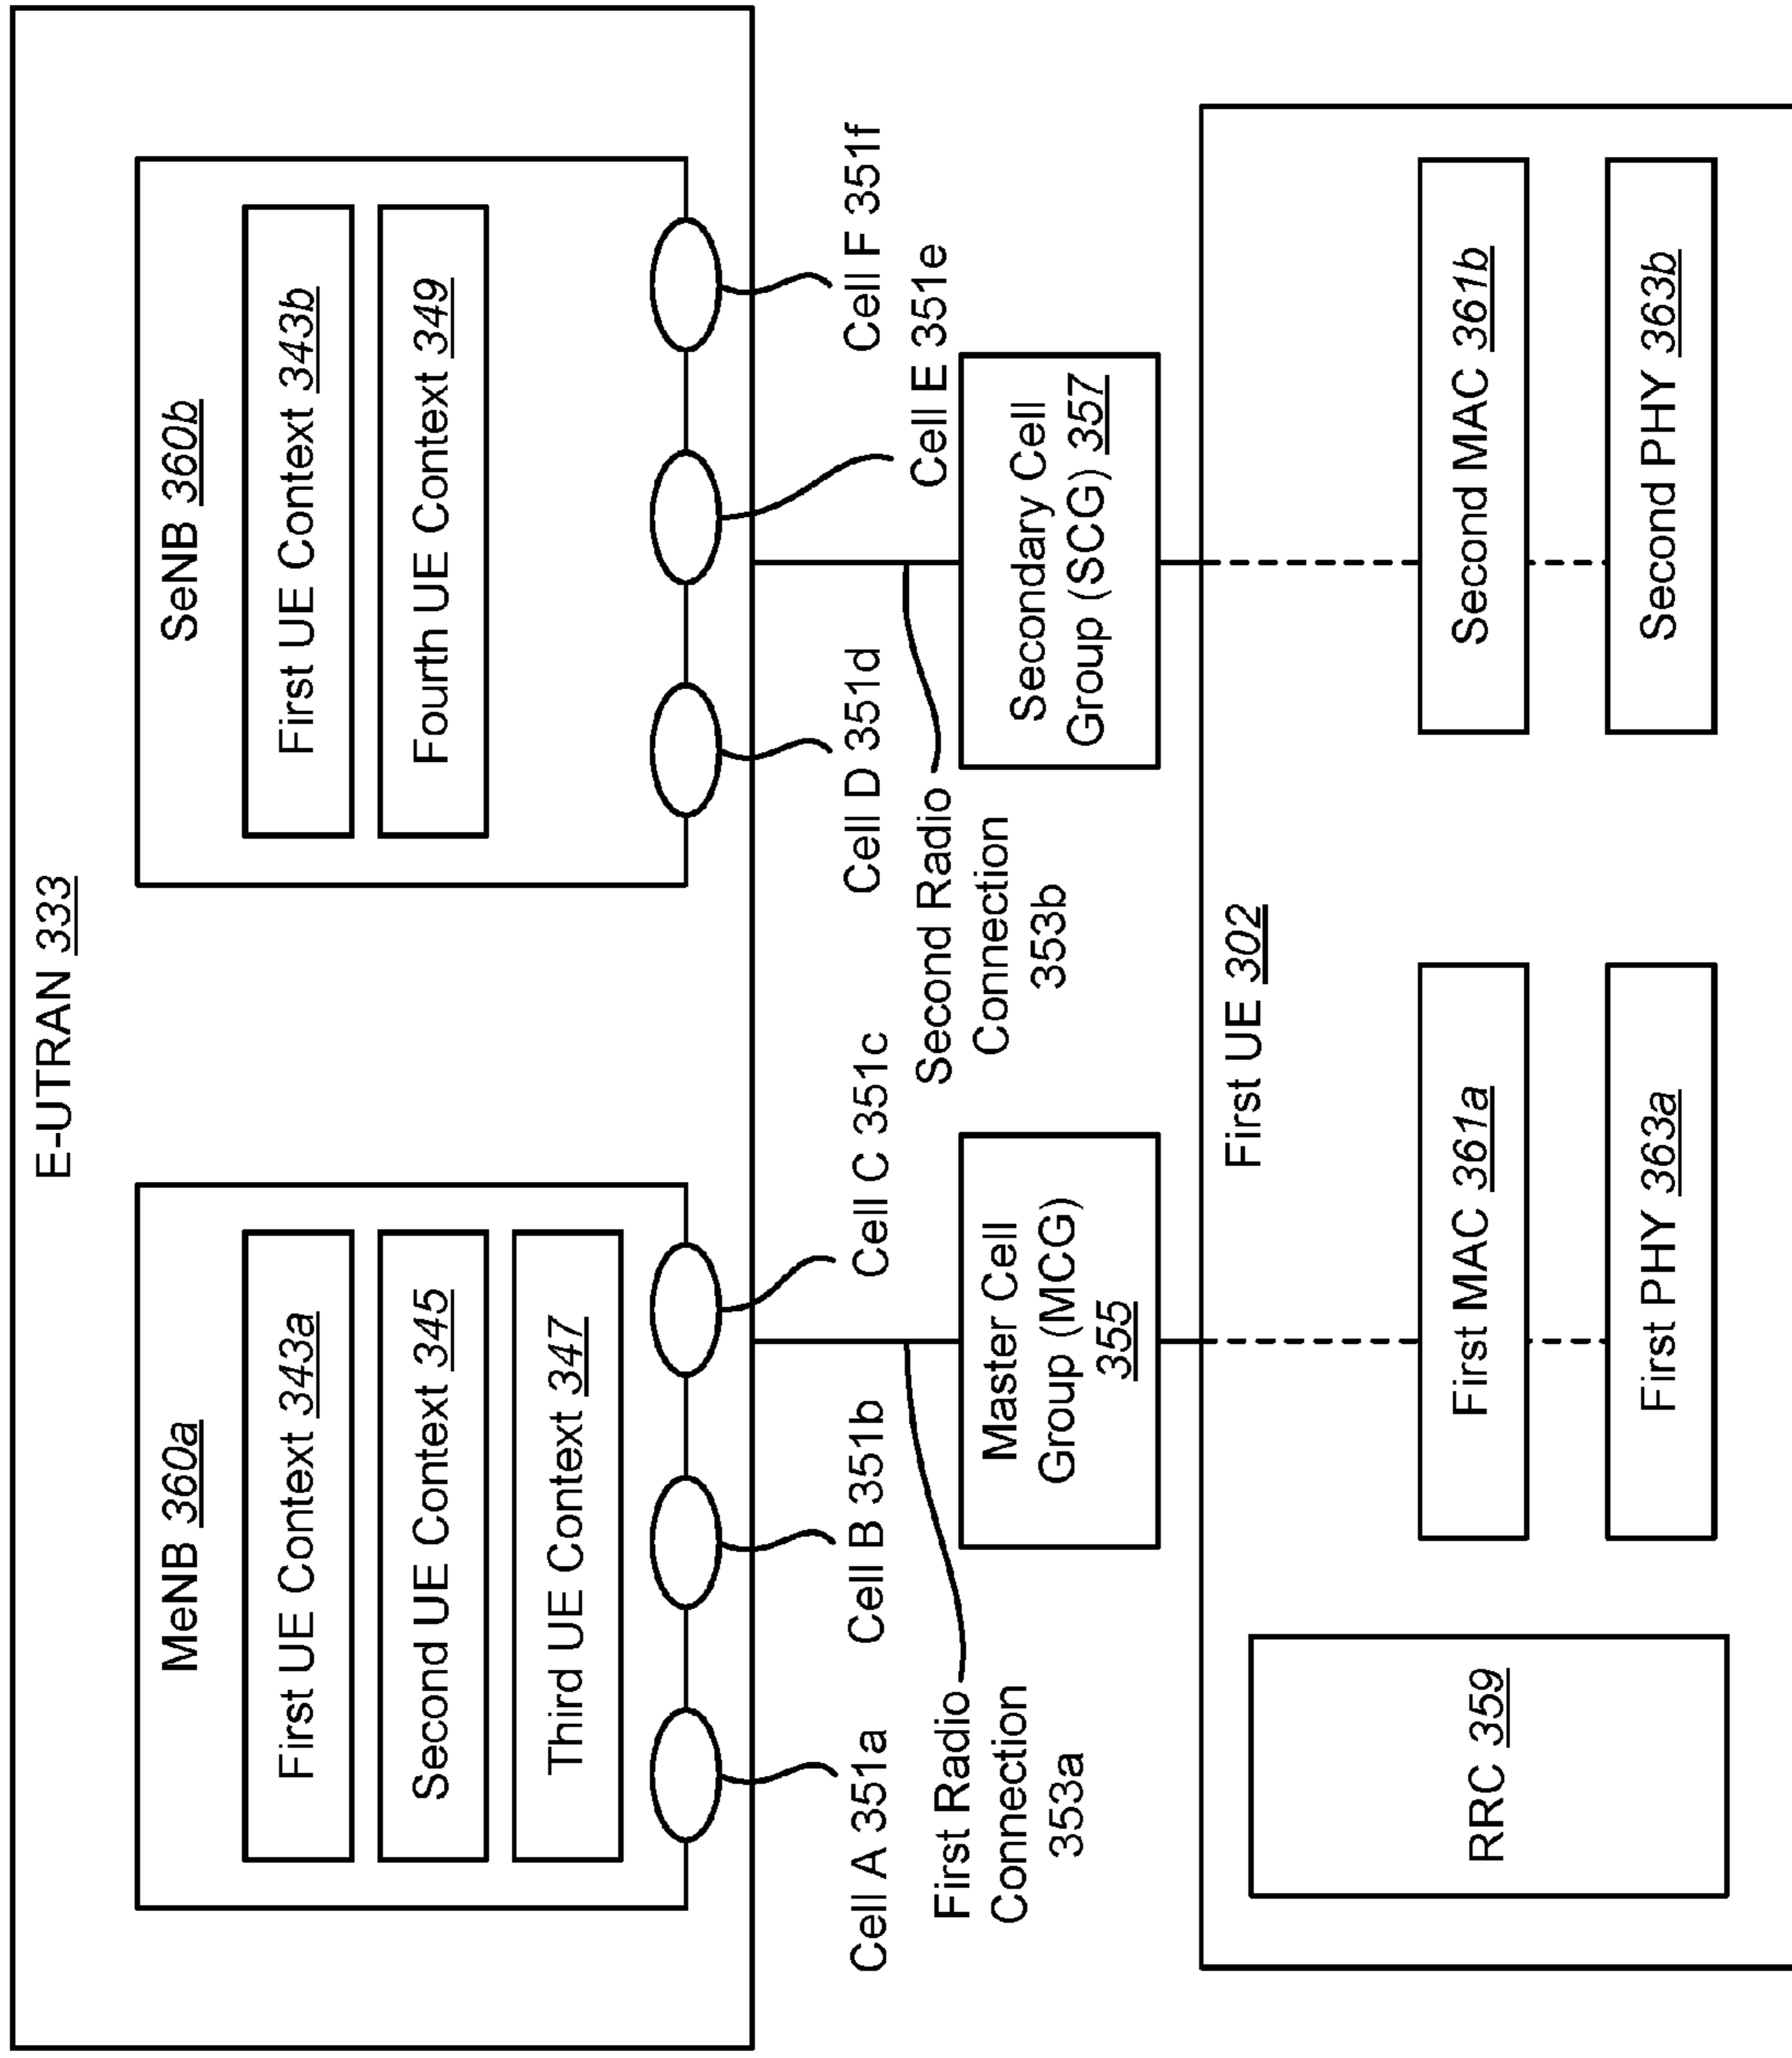 E-UTRAN 333
MeNB 360a
First UE Context 343a
Second UE Context 345
Third UE Context 347
SeNB 360b
First UE Context 343b
Fourth UE Context 349
Cell A 351a
Cell B 351b
Cell C 351c
Cell D 351d
Cell E 351e
Cell F 351f
First Radio
Connection
353a
Second Radio
Connection
353b
Master Cell
Group (MCG)
355
Secondary Cell
Group (SCG) 357
First UE 302
RRC 359
First MAC 361a
First PHY 363a
Second MAC 361b
Second PHY 363b